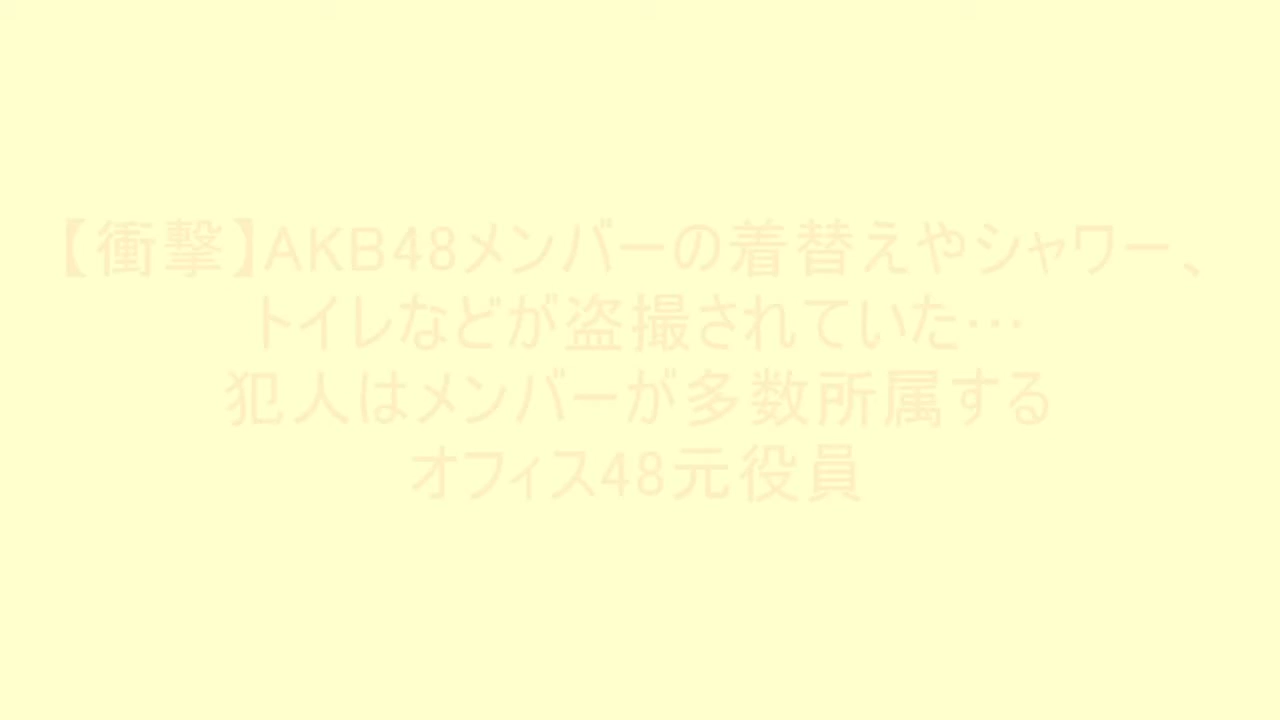 【衝撃】AKB48メンバーの着替えやシャワー、
トイレなどが盗撮されていた…
犯人はメンバーが多数所属する
オフィス48元役員